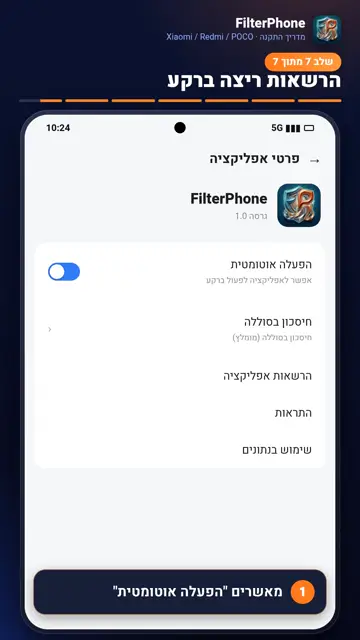 FilterPhone
מדריך התקנה · Xiaomi / Redmi / POCO
שלב 7 מתוך 7
הרשאות ריצה ברקע
10:24
5G
פרטי אפליקציה →
FilterPhone
גרסה 1.0
הפעלה אוטומטית
אפשר לאפליקציה לפעול ברקע
חיסכון בסוללה
חיסכון בסוללה (מומלץ)
הרשאות אפליקציה
התראות
שימוש בנתונים
1 מאשרים "הפעלה אוטומטית"